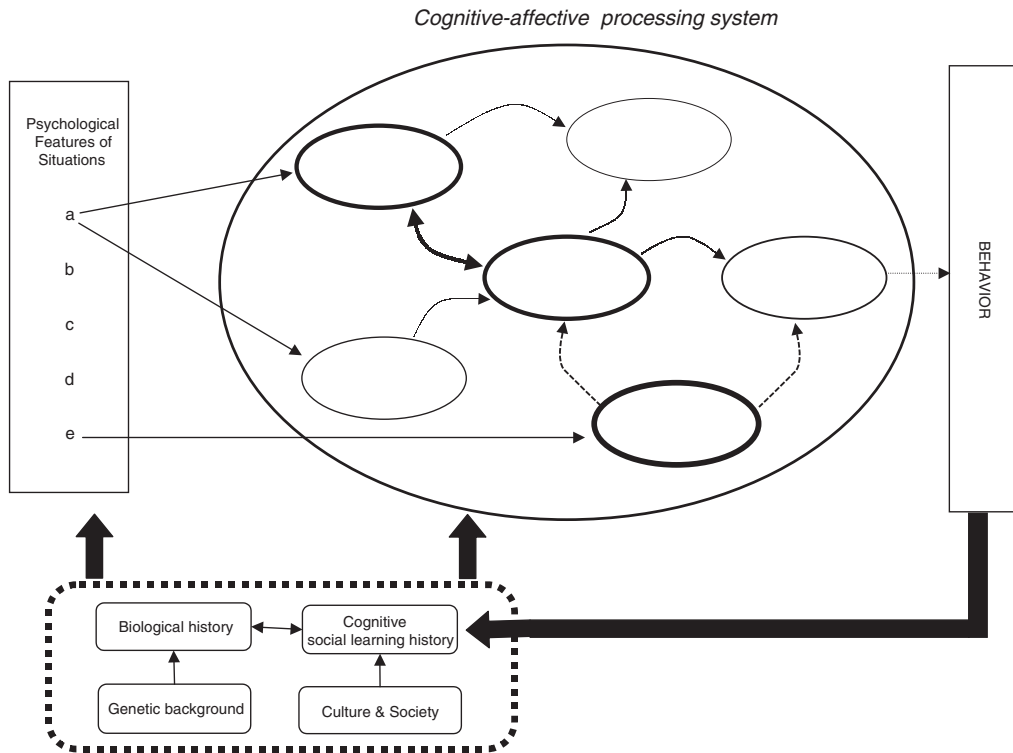 Cognitive-affective processing system
Psychological
Features of
Situations
a
b
c
d
e
BEHAVIOR
Biological history
Cognitive
social learning history
Genetic background
Culture & Society